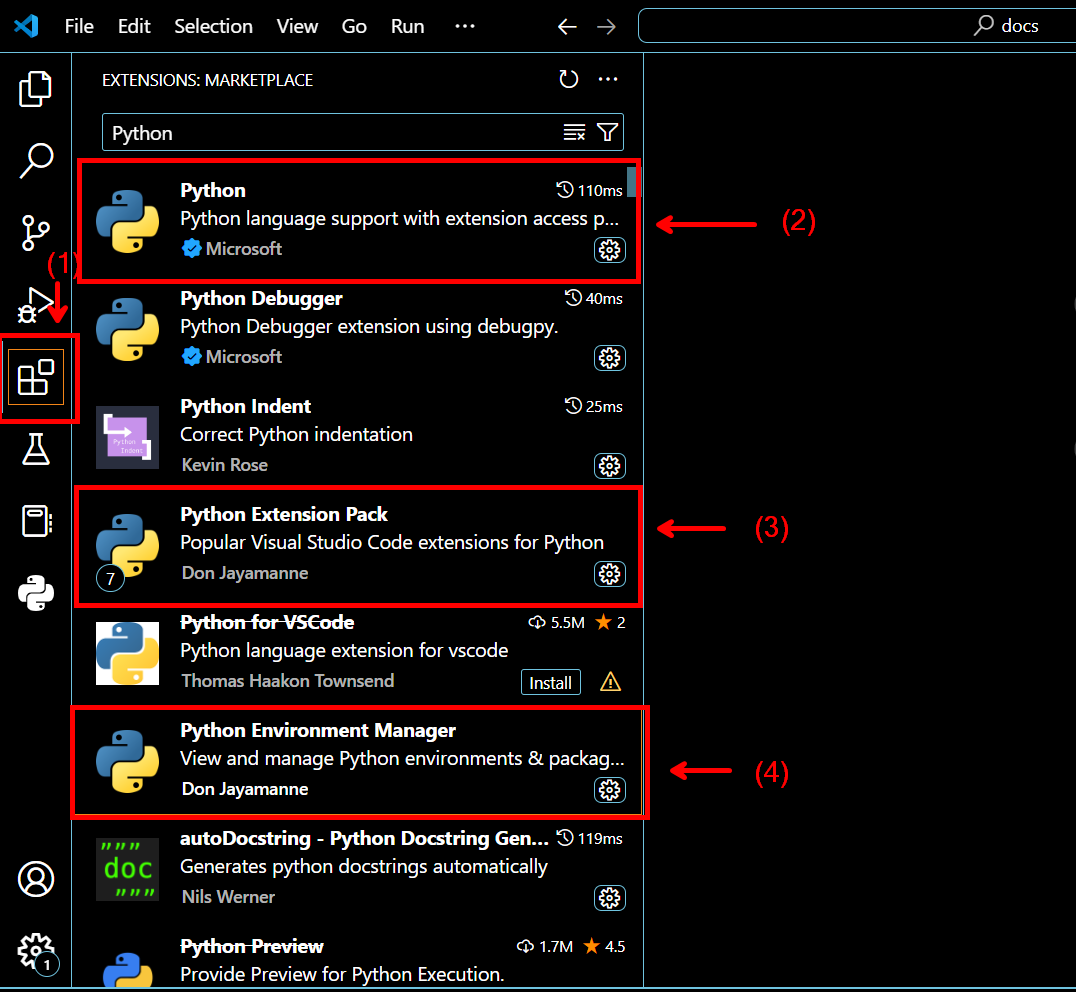 File Edit Selection View Go Run ···
docs
EXTENSIONS: MARKETPLACE ···
Python
Python 110ms
Python language support with extension access p...
Microsoft
(2)
(1)
Python Debugger 40ms
Python Debugger extension using debugpy.
Microsoft
Python Indent 25ms
Correct Python indentation
Python
Indent
Kevin Rose
Python Extension Pack
Popular Visual Studio Code extensions for Python
7
Don Jayamanne
(3)
Python for VSCode 5.5M 2
Python language extension for vscode
Thomas Haakon Townsend Install
Python Environment Manager
View and manage Python environments & packag...
Don Jayamanne
(4)
autoDocstring - Python Docstring Gen... 119ms
"""
doc
"""
Generates python docstrings automatically
Nils Werner
Python Preview 1.7M 4.5
Provide Preview for Python Execution.
1